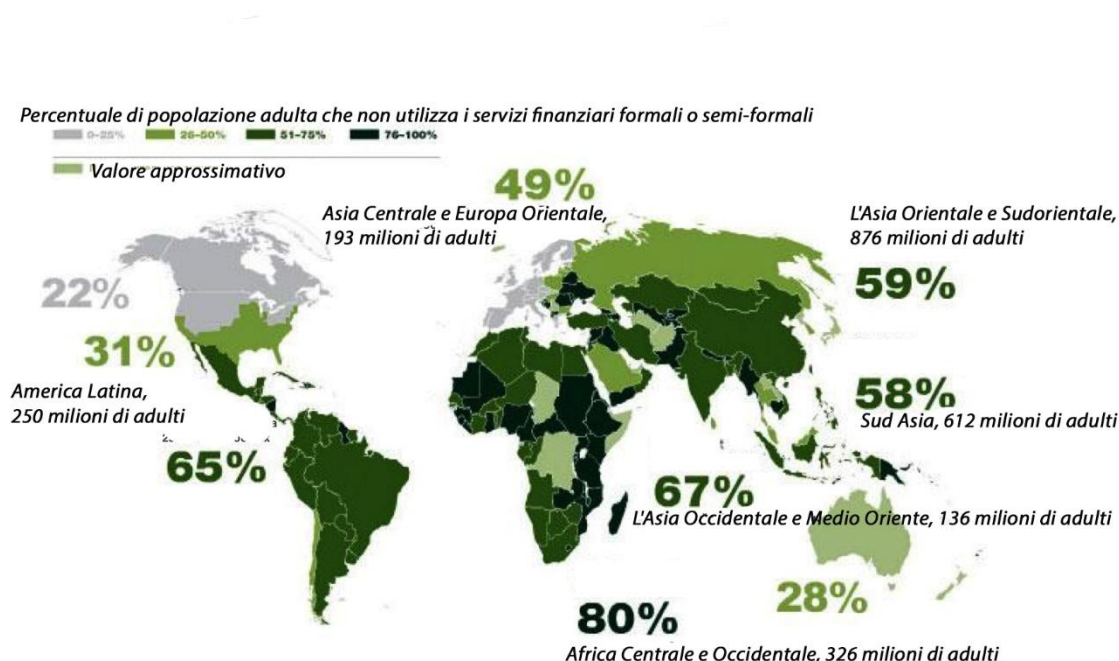 Percentuale di popolazione adulta che non utilizza i servizi finanziari formali o semi-formali
0–25% 26–50% 51–75% 76–100%
Valore approssimativo
49%
Asia Centrale e Europa Orientale,
193 milioni di adulti
L'Asia Orientale e Sudorientale,
876 milioni di adulti
59%
22%
31%
America Latina,
250 milioni di adulti
65%
58%
Sud Asia, 612 milioni di adulti
67%
L'Asia Occidentale e Medio Oriente, 136 milioni di adulti
28%
80%
Africa Centrale e Occidentale, 326 milioni di adulti